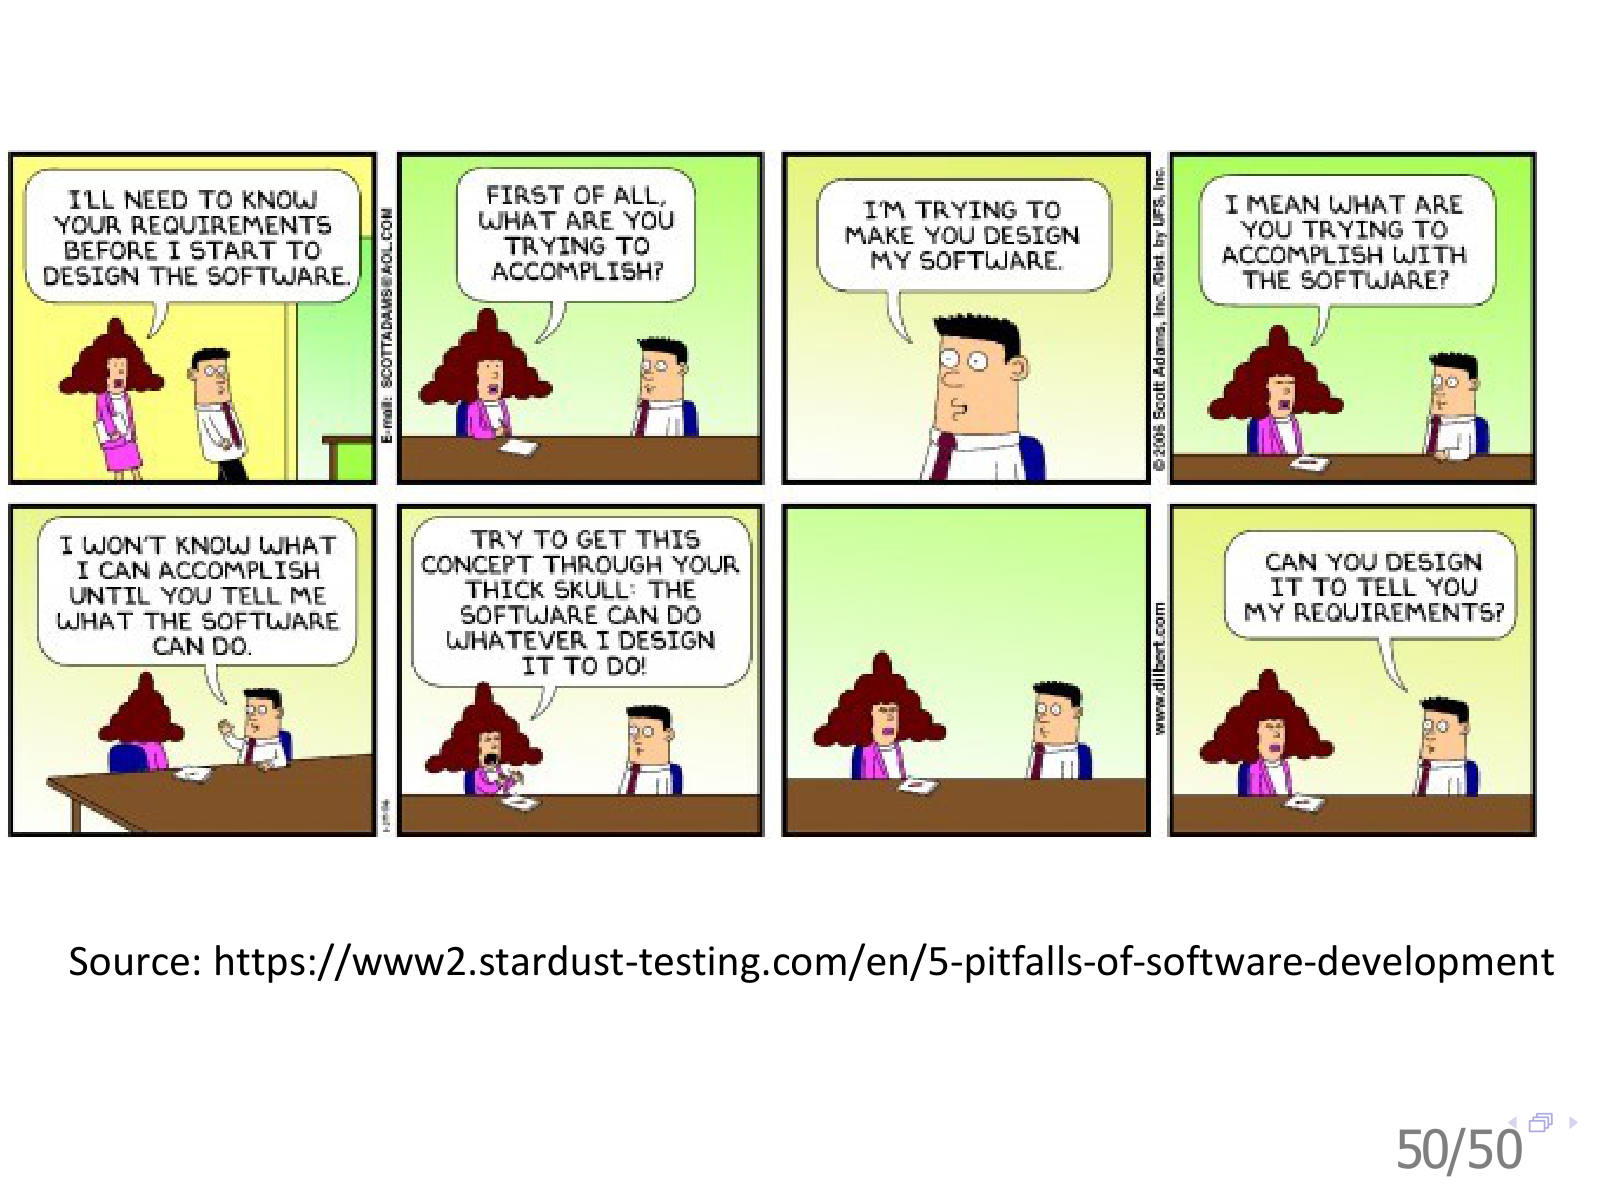 I'LL NEED TO KNOW
YOUR REQUIREMENTS
BEFORE I START TO
DESIGN THE SOFTWARE.
E-mail: SCOTTADAMS@AOL.COM
FIRST OF ALL,
WHAT ARE YOU
TRYING TO
ACCOMPLISH?
I'M TRYING TO
MAKE YOU DESIGN
MY SOFTWARE.
© 2006 Scott Adams, Inc./Dist. by UFS, Inc.
I MEAN WHAT ARE
YOU TRYING TO
ACCOMPLISH WITH
THE SOFTWARE?
I WON'T KNOW WHAT
I CAN ACCOMPLISH
UNTIL YOU TELL ME
WHAT THE SOFTWARE
CAN DO.
TRY TO GET THIS
CONCEPT THROUGH YOUR
THICK SKULL: THE
SOFTWARE CAN DO
WHATEVER I DESIGN
IT TO DO!
www.dilbert.com
CAN YOU DESIGN
IT TO TELL YOU
MY REQUIREMENTS?
Source: https://www2.stardust-testing.com/en/5-pitfalls-of-software-development
50/50